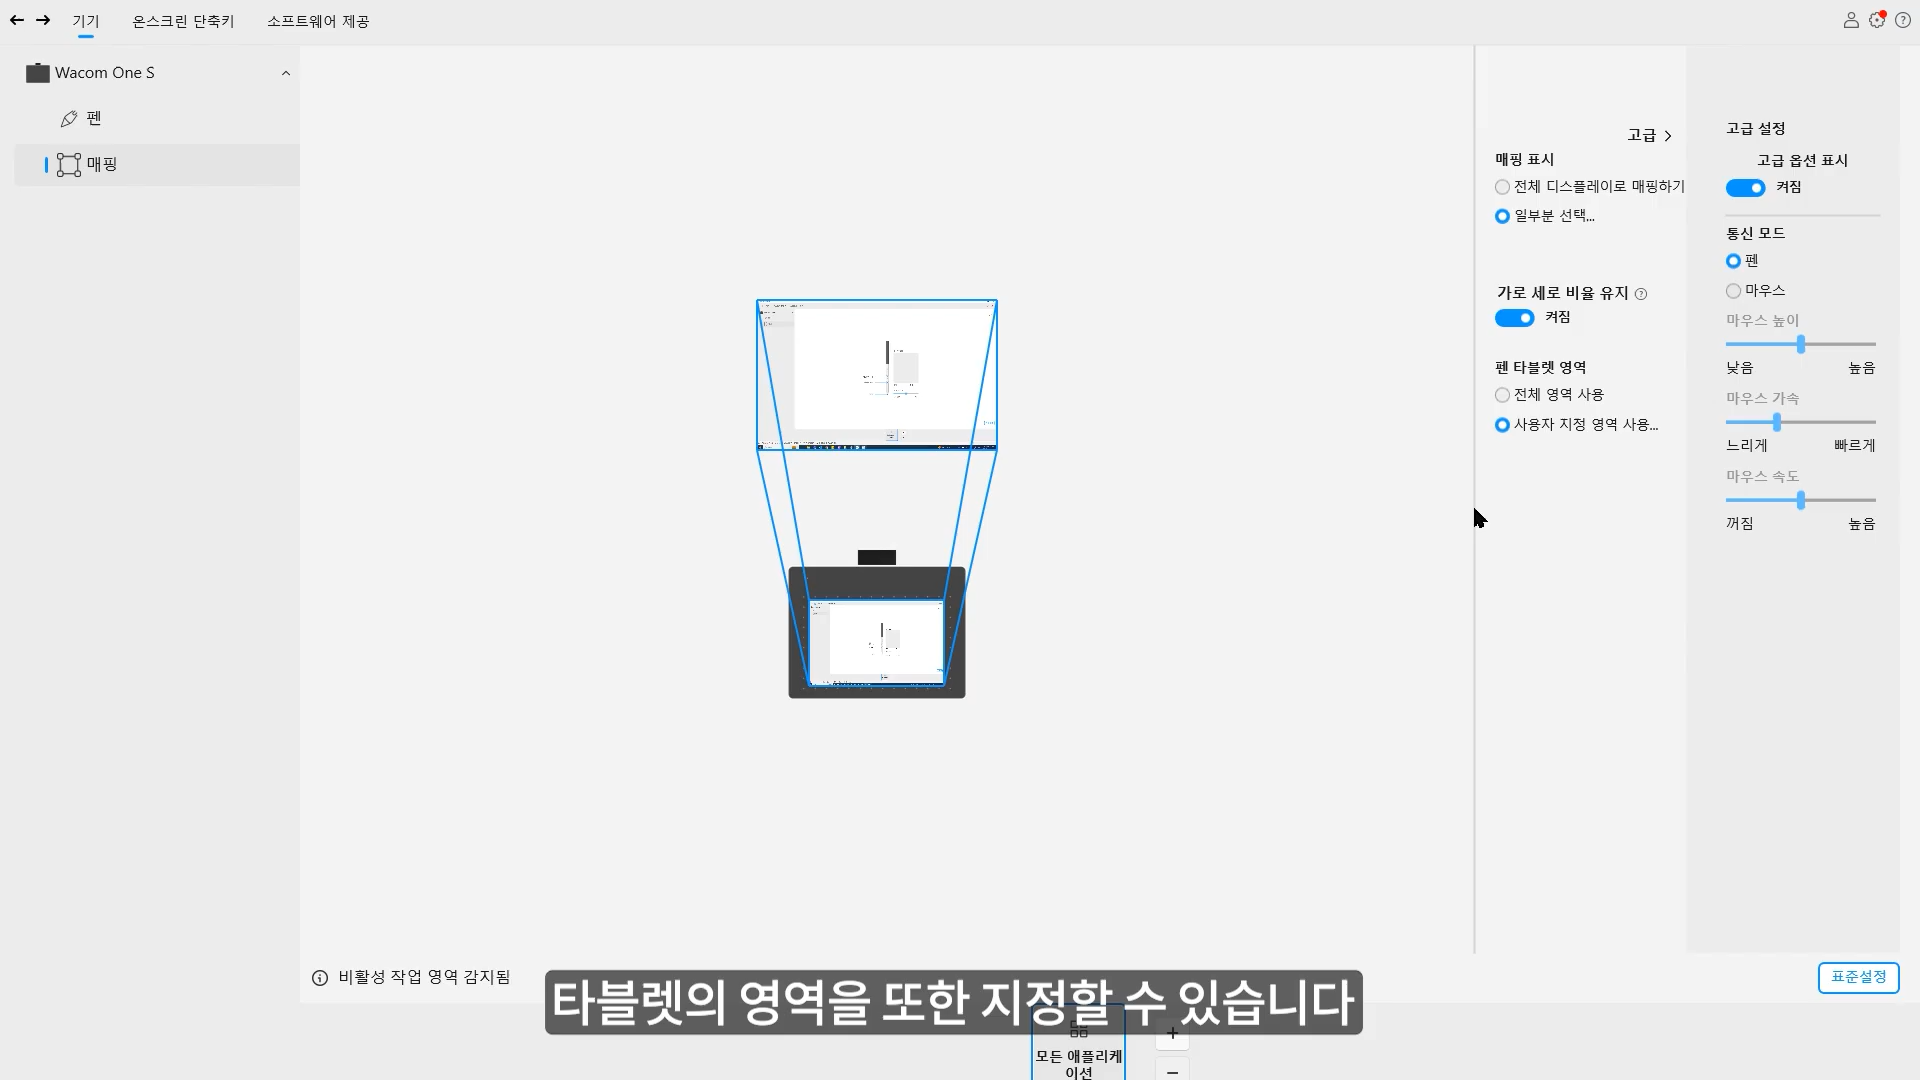 기기 온스크린 단축키 소프트웨어 제공
Wacom One S
펜
매핑
고급
매핑 표시
전체 디스플레이로 매핑하기
일부분 선택...
가로 세로 비율 유지
켜짐
펜 타블렛 영역
전체 영역 사용
사용자 지정 영역 사용...
고급 설정
고급 옵션 표시
켜짐
통신 모드
펜
마우스
마우스 높이
낮음 높음
마우스 가속
느리게 빠르게
마우스 속도
꺼짐 높음
비활성 작업 영역 감지됨
표준설정
타블렛의 영역을 또한 지정할 수 있습니다
모든 애플리케
이션